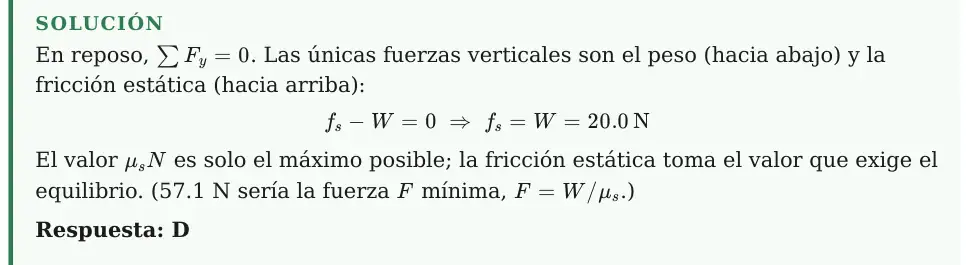 SOLUCIÓN
En reposo, ∑ F_y = 0. Las únicas fuerzas verticales son el peso (hacia abajo) y la
fricción estática (hacia arriba):
f_s − W = 0 ⇒ f_s = W = 20.0 N
El valor μ_s N es solo el máximo posible; la fricción estática toma el valor que exige el
equilibrio. (57.1 N sería la fuerza F mínima, F = W/μ_s.)
Respuesta: D